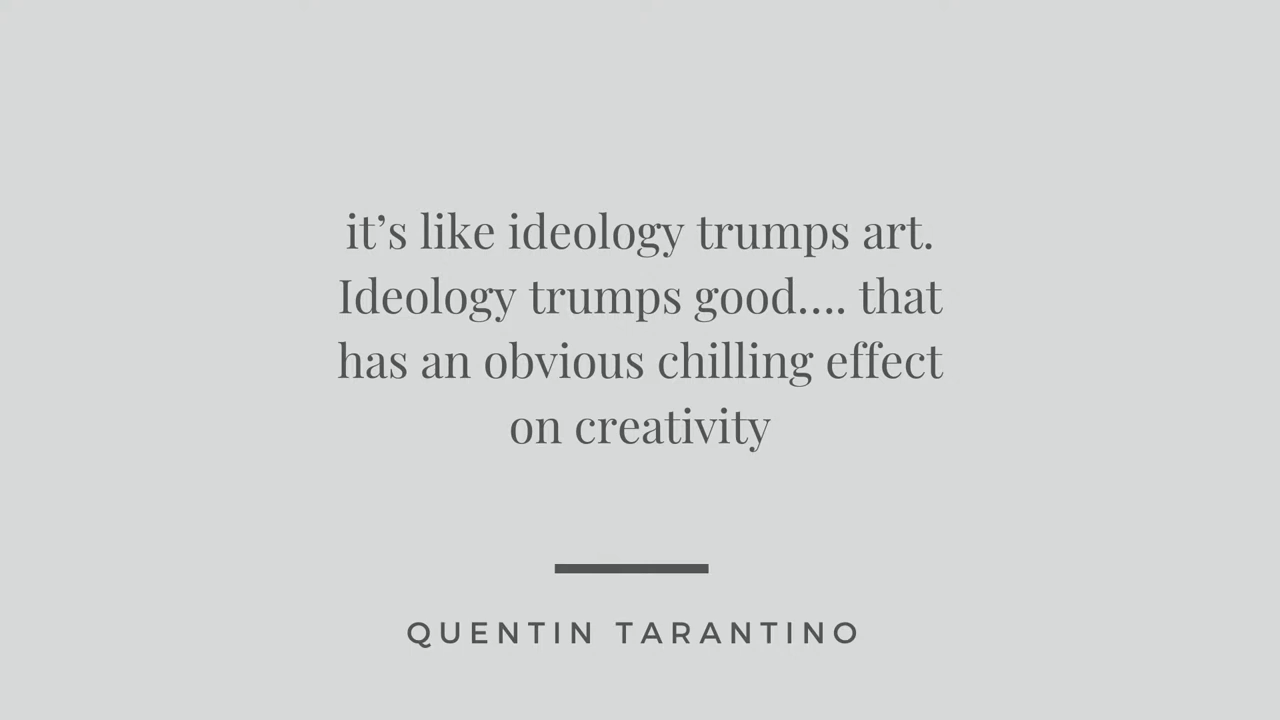 it’s like ideology trumps art.
Ideology trumps good.... that
has an obvious chilling effect
on creativity
QUENTIN TARANTINO